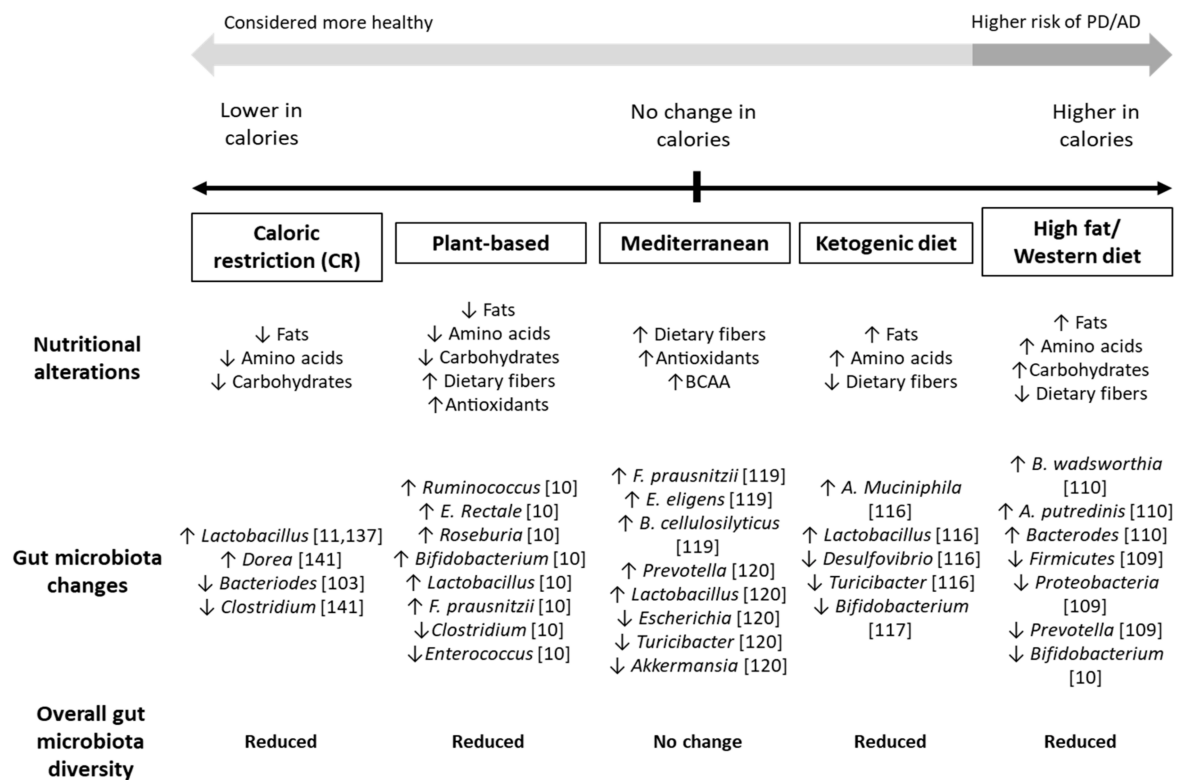 Considered more healthy
Higher risk of PD/AD
Lower in
calories
No change in
calories
Higher in
calories
Caloric
restriction (CR)
Plant-based
Mediterranean
Ketogenic diet
High fat/
Western diet
Nutritional
alterations
↓ Fats
↓ Amino acids
↓ Carbohydrates
↓ Fats
↓ Amino acids
↓ Carbohydrates
↑ Dietary fibers
↑Antioxidants
↑ Dietary fibers
↑Antioxidants
↑BCAA
↑ Fats
↑ Amino acids
↓ Dietary fibers
↑ Fats
↑ Amino acids
↑Carbohydrates
↓ Dietary fibers
Gut microbiota
changes
↑ Lactobacillus [11,137]
↑ Dorea [141]
↓ Bacteriodes [103]
↓ Clostridium [141]
↑ Ruminococcus [10]
↑ E. Rectale [10]
↑ Roseburia [10]
↑ Bifidobacterium [10]
↑ Lactobacillus [10]
↑ F. prausnitzii [10]
↓Clostridium [10]
↓Enterococcus [10]
↑ F. prausnitzii [119]
↑ E. eligens [119]
↑ B. cellulosilyticus
[119]
↑ Prevotella [120]
↑ Lactobacillus [120]
↓ Escherichia [120]
↓ Turicibacter [120]
↓ Akkermansia [120]
↑ A. Muciniphila
[116]
↑ Lactobacillus [116]
↓ Desulfovibrio [116]
↓ Turicibacter [116]
↓ Bifidobacterium
[117]
↑ B. wadsworthia
[110]
↑ A. putredinis [110]
↑ Bacterodes [110]
↓ Firmicutes [109]
↓ Proteobacteria
[109]
↓ Prevotella [109]
↓ Bifidobacterium
[10]
Overall gut
microbiota
diversity
Reduced
Reduced
No change
Reduced
Reduced